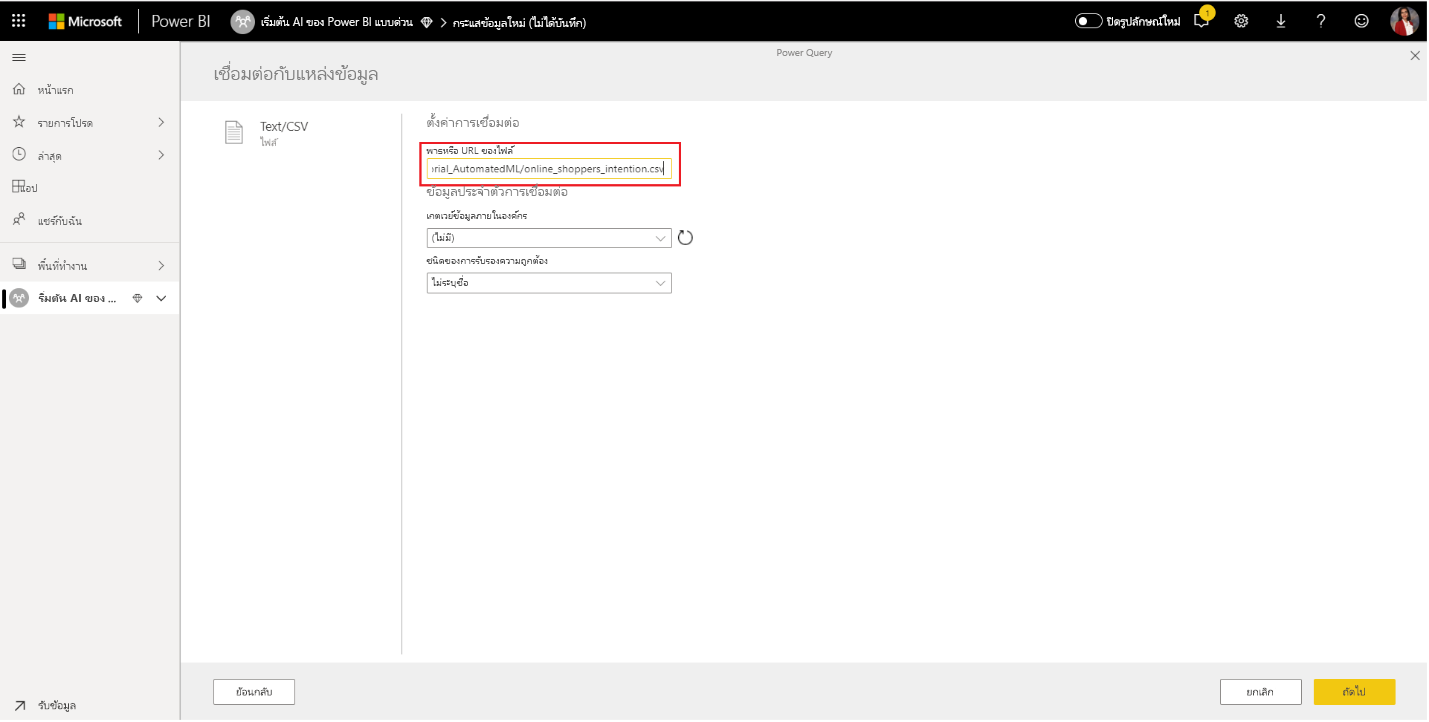 Microsoft Power BI เริ่มต้น AI ของ Power BI แบบด่วน > กระแสข้อมูลใหม่ (ไม่ได้บันทึก) ปิดรูปลักษณ์ใหม่ 1 ?
Power Query
เชื่อมต่อกับแหล่งข้อมูล
หน้าแรก
รายการโปรด
ล่าสุด
แอป
แชร์กับฉัน
พื้นที่ทำงาน
ริ่มต้น AI ของ ...
รับข้อมูล
Text/CSV
ไฟล์
ตั้งค่าการเชื่อมต่อ
พาธหรือ URL ของไฟล์
rial_AutomatedML/online_shoppers_intention.csv
ข้อมูลประจำตัวการเชื่อมต่อ
เกตเวย์ข้อมูลภายในองค์กร
(ไม่มี)
ชนิดของการรับรองความถูกต้อง
ไม่ระบุชื่อ
ย้อนกลับ
ยกเลิก
ถัดไป